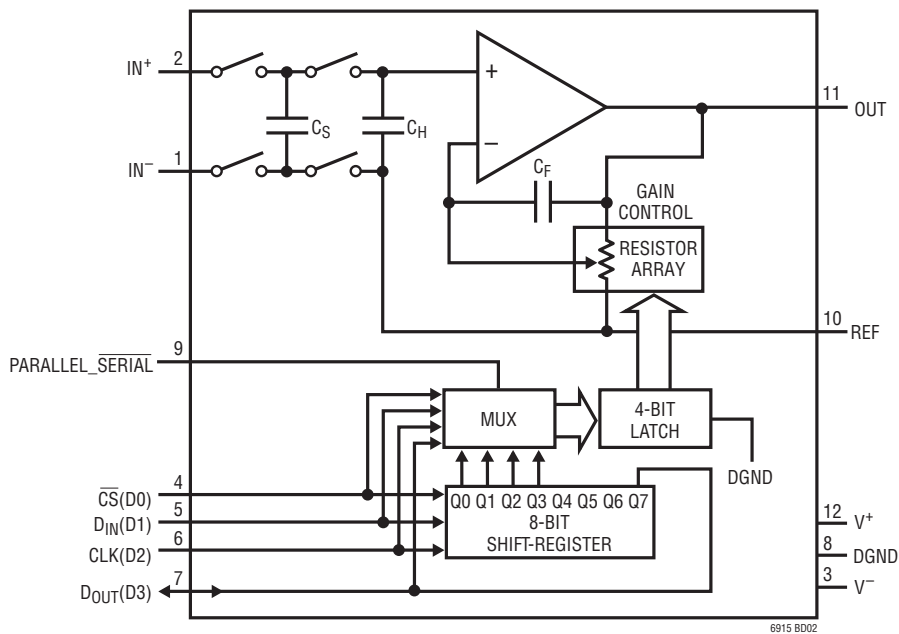 2
IN+
11
OUT
+
−
CS
CH
1
IN−
CF
GAIN
CONTROL
RESISTOR
ARRAY
10
REF
9
PARALLEL_SERIAL
MUX
4-BIT
LATCH
DGND
4
CS(D0)
5
DIN(D1)
6
CLK(D2)
7
DOUT(D3)
Q0 Q1 Q2 Q3 Q4 Q5 Q6 Q7
8-BIT
SHIFT-REGISTER
12
V+
8
DGND
3
V−
6915 BD02